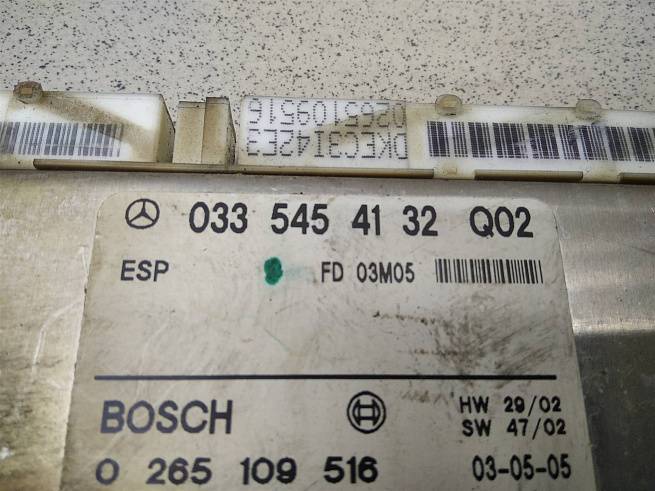 0265109516
DKEC3I42E3
033 545 41 32 Q02
ESP FD 03M05
BOSCH HW 29/02
SW 47/02
0 265 109 516 03-05-05